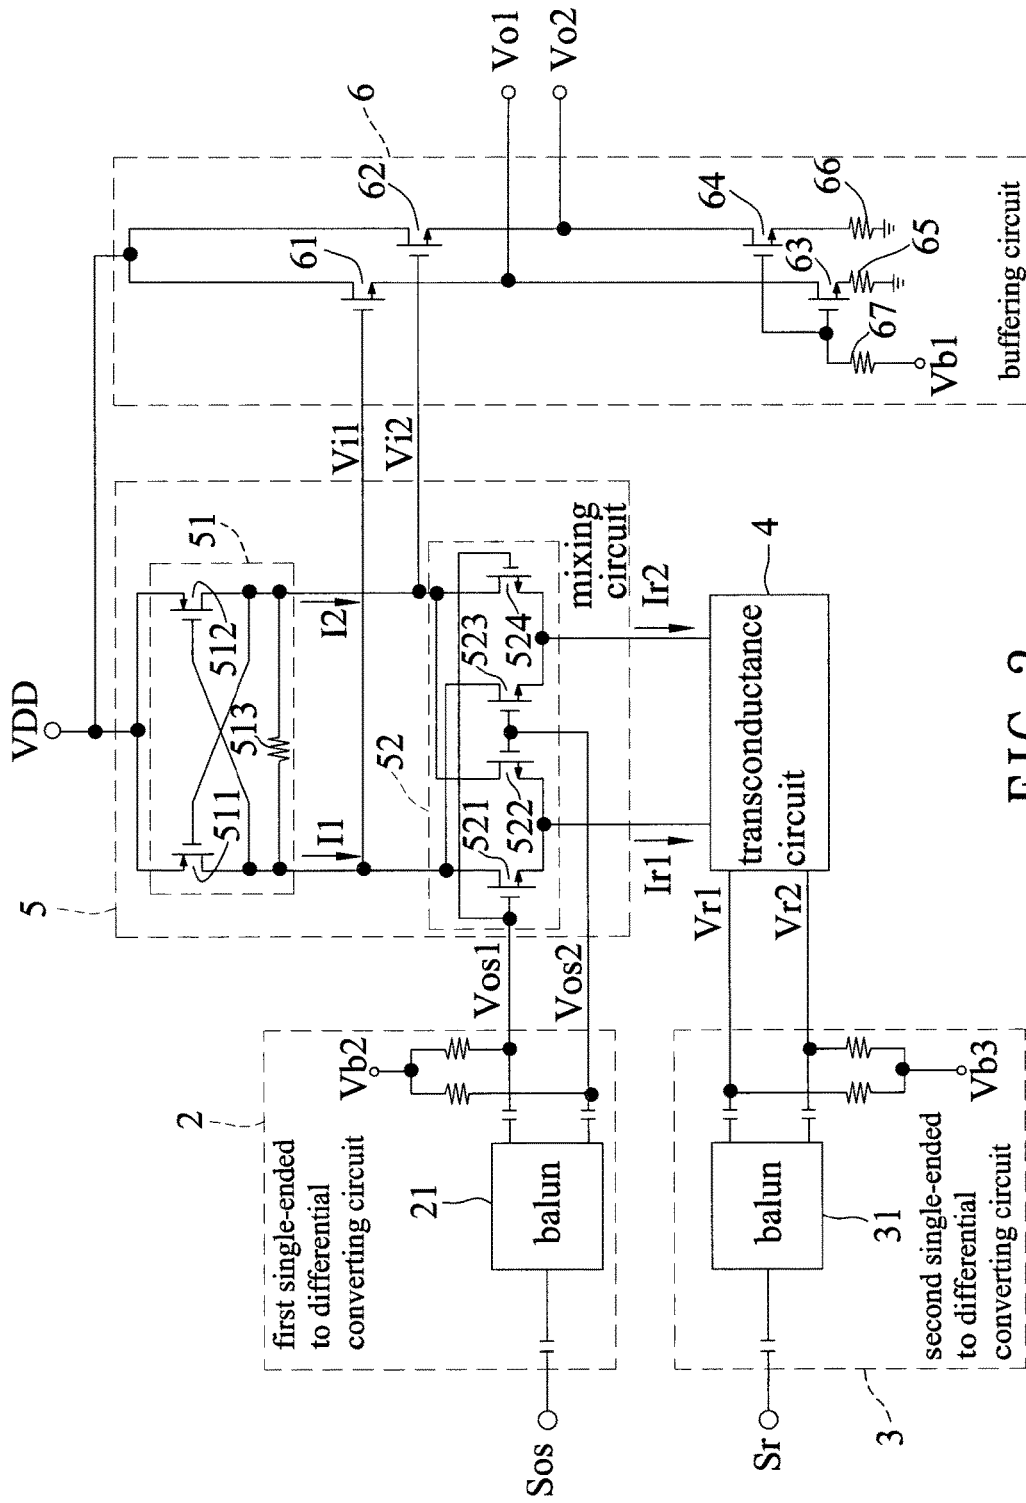 VDD
5
51
511
512
513
I1
I2
Vi1
Vi2
6
61
62
Vo1
Vo2
64
63
66
65
67
Vb1
buffering circuit
52
521
522
523
524
mixing
circuit
2
first single-ended
to differential
converting circuit
Vb2
21
balun
Sos
Vos1
Vos2
Ir1
Ir2
4
transconductance
circuit
Vr1
Vr2
Sr
balun
31
Vb3
second single-ended
to differential
converting circuit
3